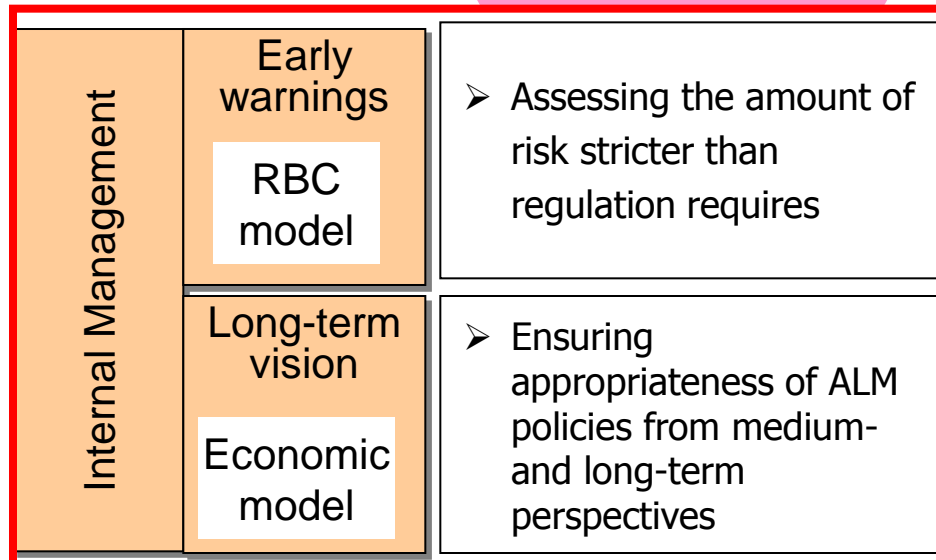 Internal Management
Early
warnings
RBC
model
➢ Assessing the amount of
risk stricter than
regulation requires
Long-term
vision
Economic
model
➢ Ensuring
appropriateness of ALM
policies from medium-
and long-term
perspectives